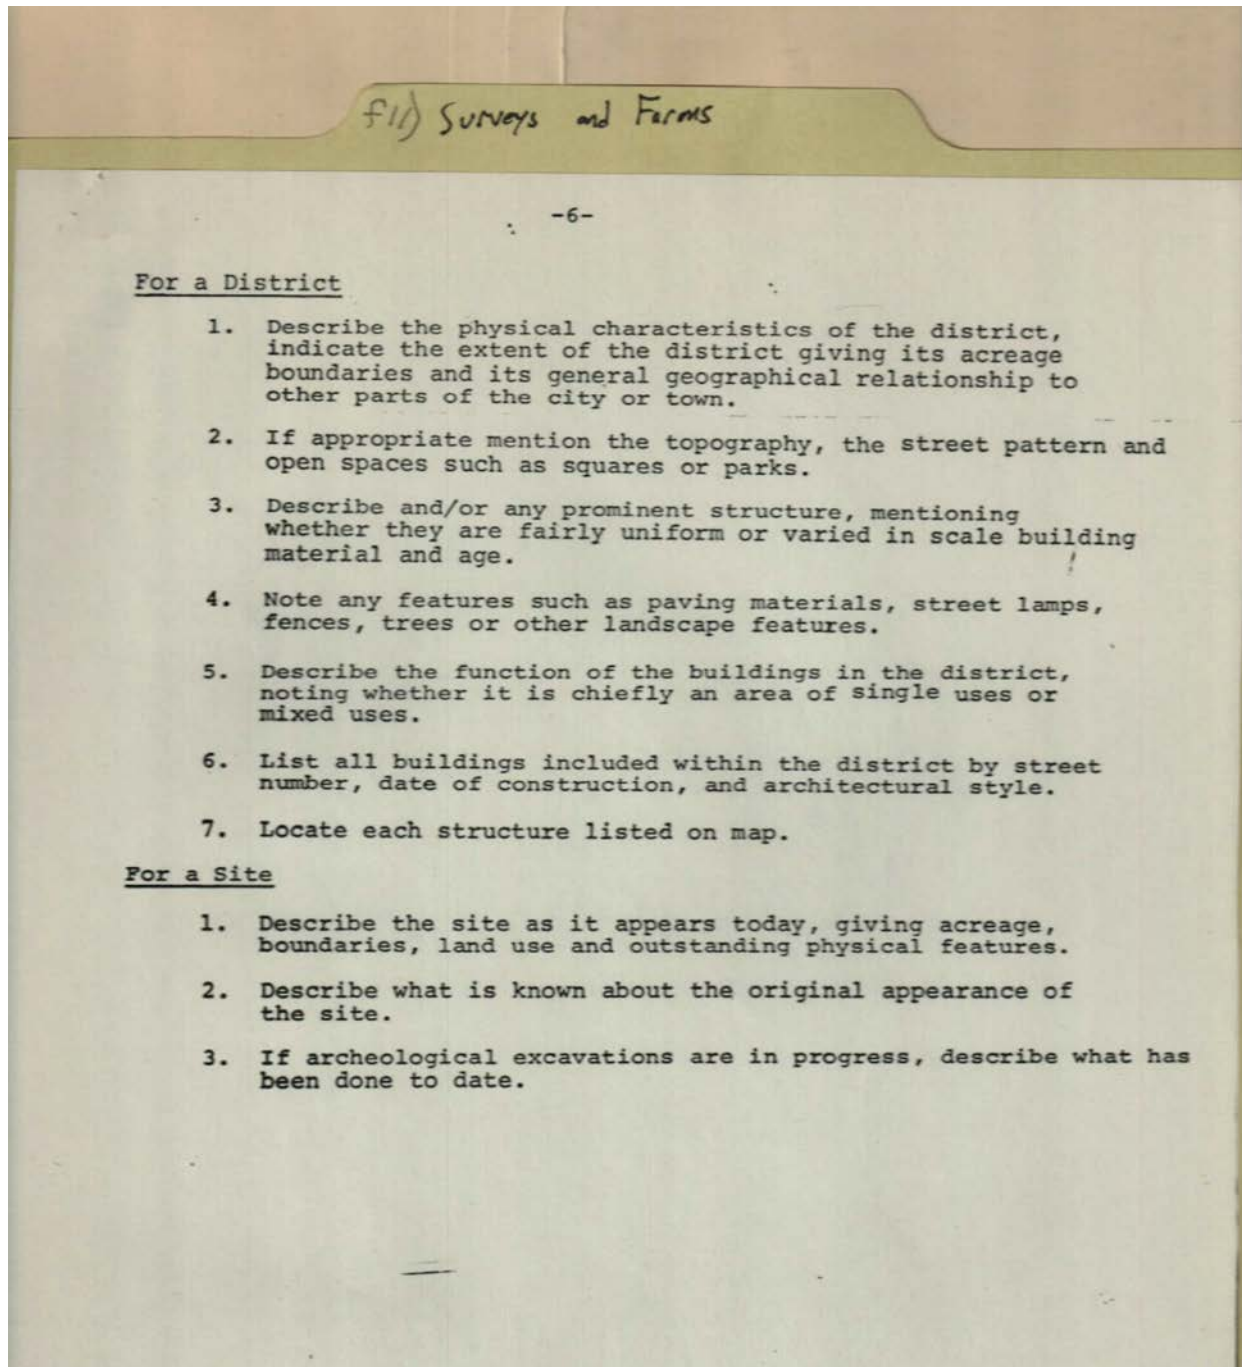 f11) Surveys and Forms
-6-
For a District
1. Describe the physical characteristics of the district,
indicate the extent of the district giving its acreage
boundaries and its general geographical relationship to
other parts of the city or town.
2. If appropriate mention the topography, the street pattern and
open spaces such as squares or parks.
3. Describe and/or any prominent structure, mentioning
whether they are fairly uniform or varied in scale building
material and age.
4. Note any features such as paving materials, street lamps,
fences, trees or other landscape features.
5. Describe the function of the buildings in the district,
noting whether it is chiefly an area of single uses or
mixed uses.
6. List all buildings included within the district by street
number, date of construction, and architectural style.
7. Locate each structure listed on map.
For a Site
1. Describe the site as it appears today, giving acreage,
boundaries, land use and outstanding physical features.
2. Describe what is known about the original appearance of
the site.
3. If archeological excavations are in progress, describe what has
been done to date.